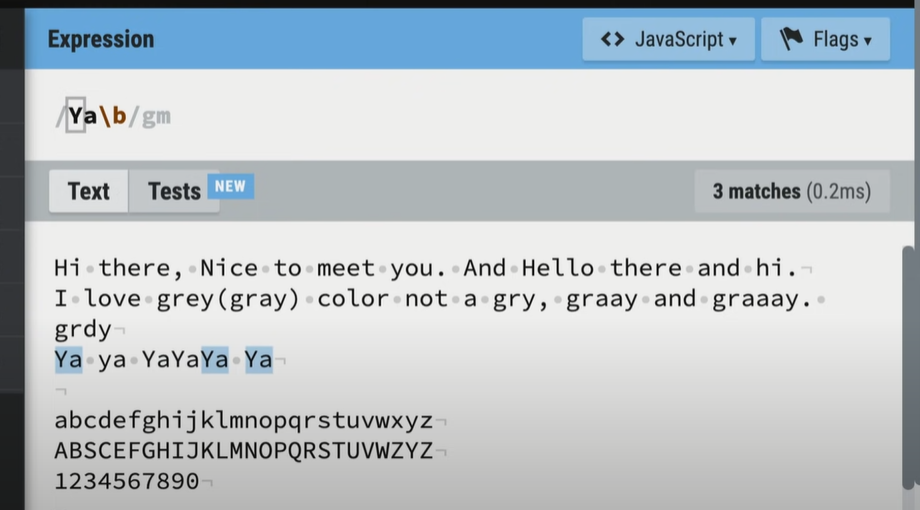 Expression
<> JavaScript ▾
Flags ▾
/Ya\b/gm
Text
Tests
NEW
3 matches (0.2ms)
Hi there, Nice to meet you. And Hello there and hi.
I love grey(gray) color not a gry, graay and graaay.
grdy
Ya ya YaYaYa Ya
abcdefghijklmnopqrstuvwxyz
ABSCEFGHIJKLMNOPQRSTUVWZYZ
1234567890